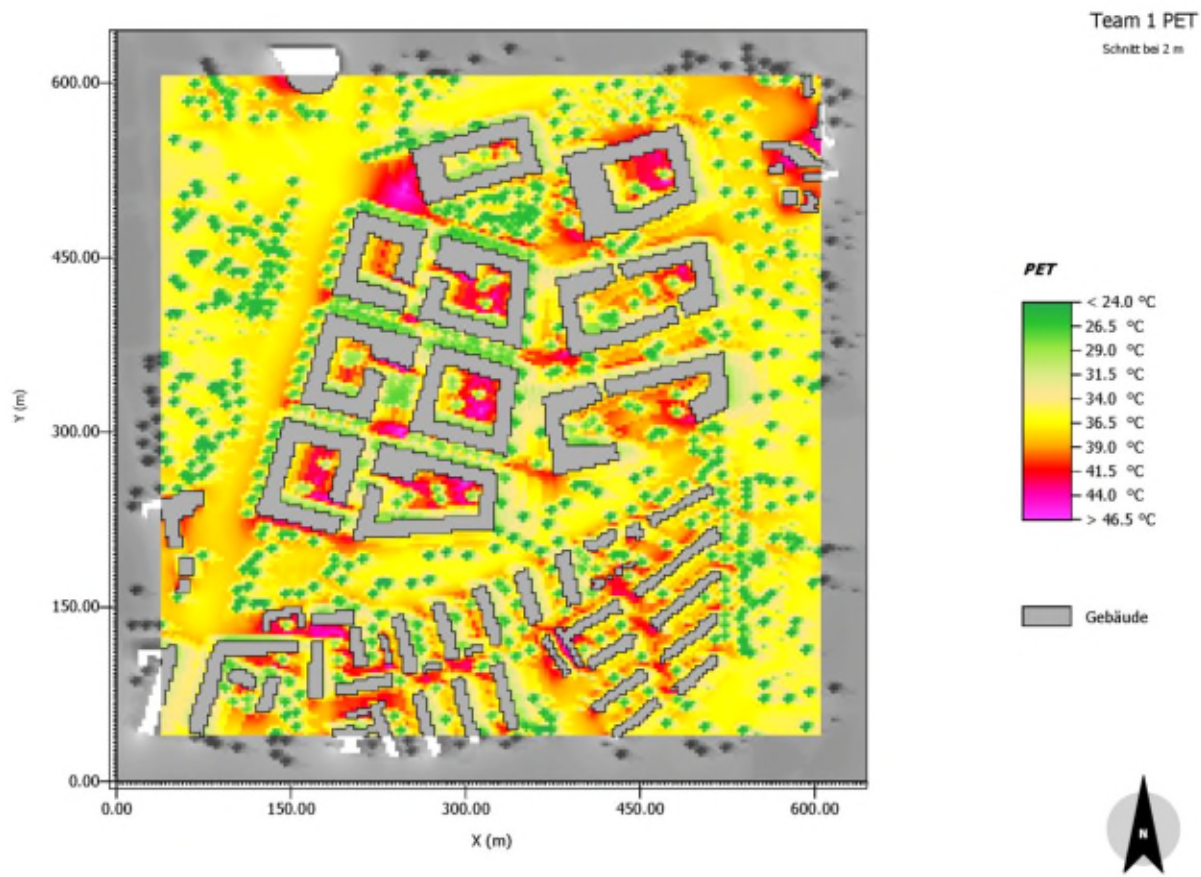 Team 1 PET
Schnitt bei 2 m
600.00
450.00
300.00
150.00
0.00
Y (m)
0.00 150.00 300.00 450.00 600.00
X (m)
PET
< 24.0 °C
26.5 °C
29.0 °C
31.5 °C
34.0 °C
36.5 °C
39.0 °C
41.5 °C
44.0 °C
> 46.5 °C
Gebäude
N